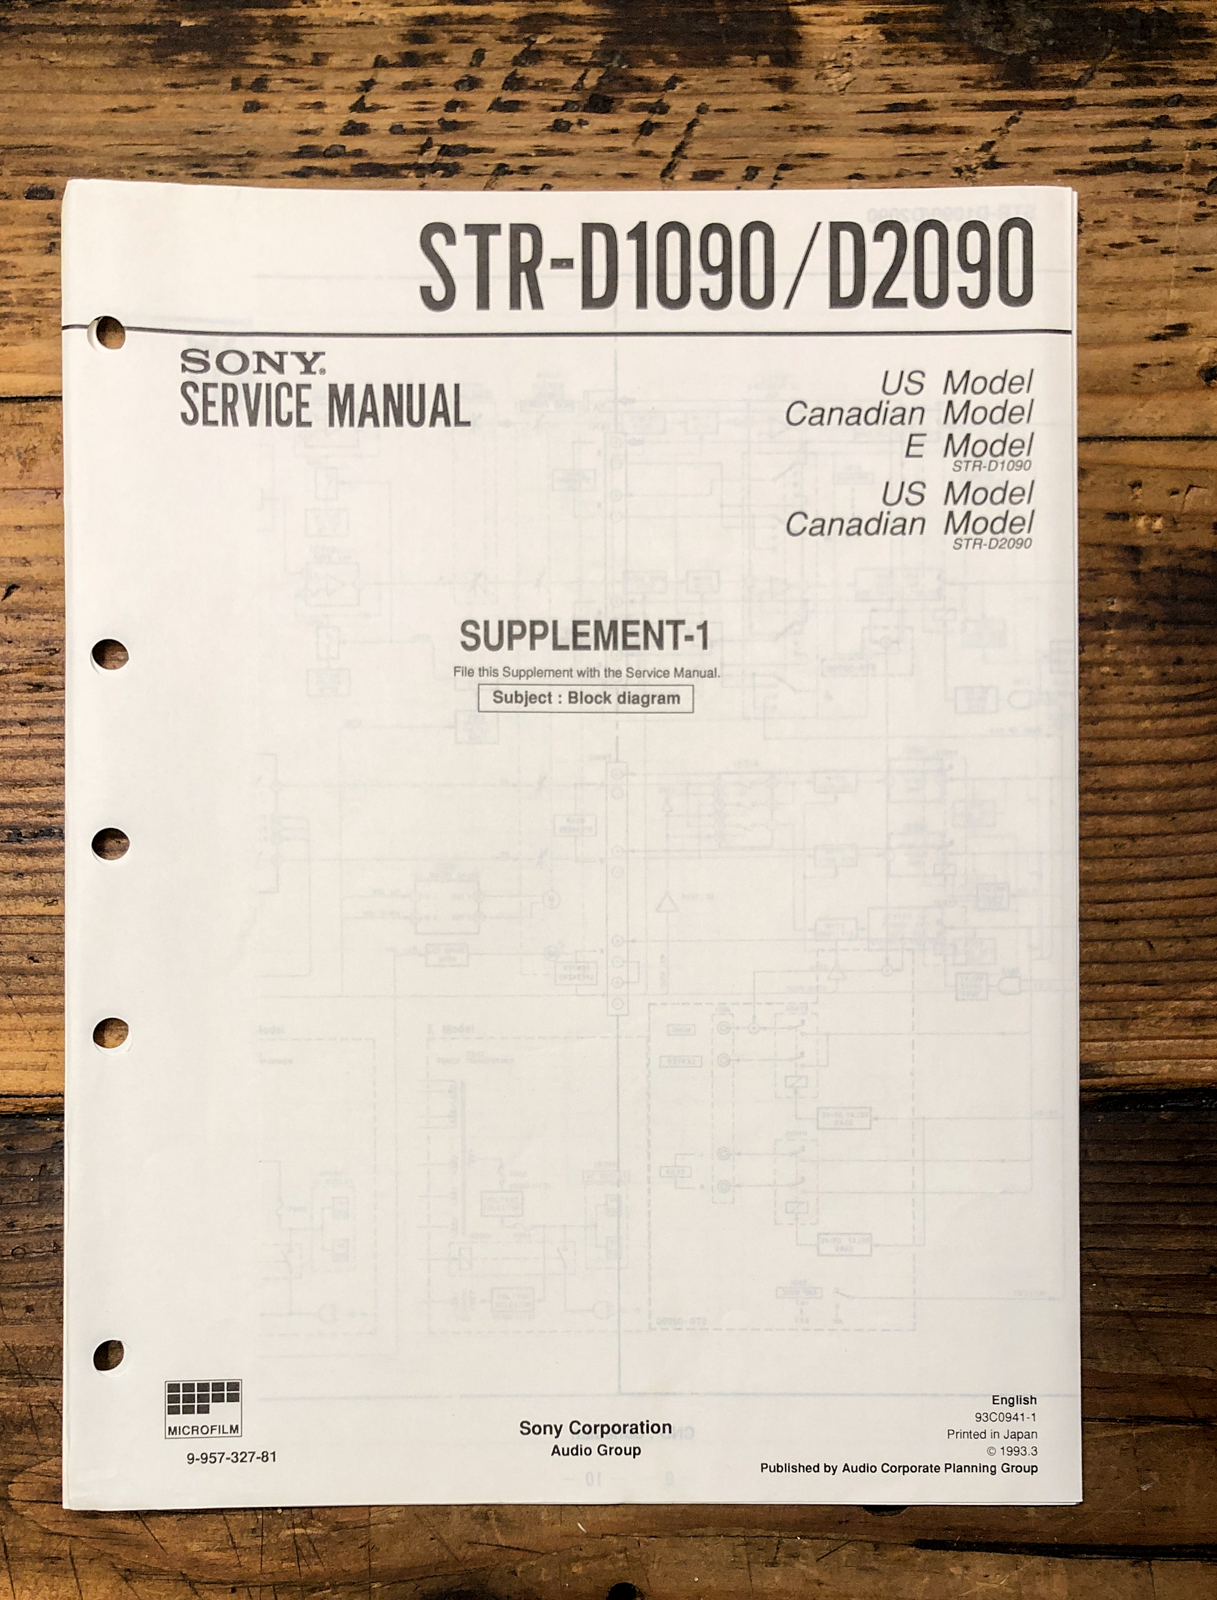 STR-D1090/D2090
SONY®
SERVICE MANUAL
US Model
Canadian Model
E Model
STR-D1090
US Model
Canadian Model
STR-D2090
SUPPLEMENT-1
File this Supplement with the Service Manual.
Subject : Block diagram
MICROFILM
9-957-327-81
Sony Corporation
Audio Group
English
93C0941-1
Printed in Japan
© 1993.3
Published by Audio Corporate Planning Group